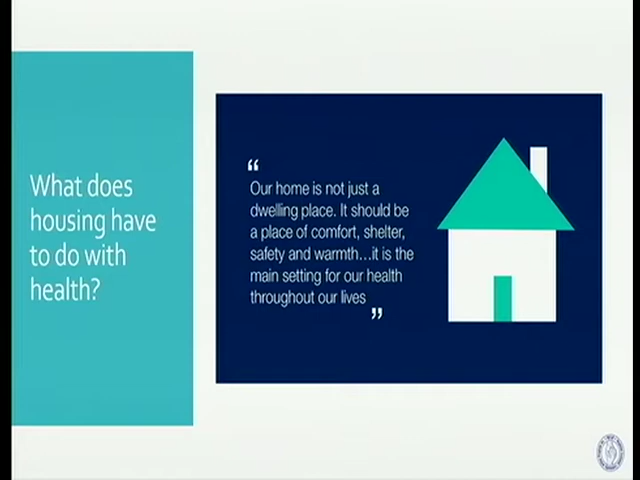 What does
housing have
to do with
health?
“
Our home is not just a
dwelling place. It should be
a place of comfort, shelter,
safety and warmth...it is the
main setting for our health
throughout our lives
”